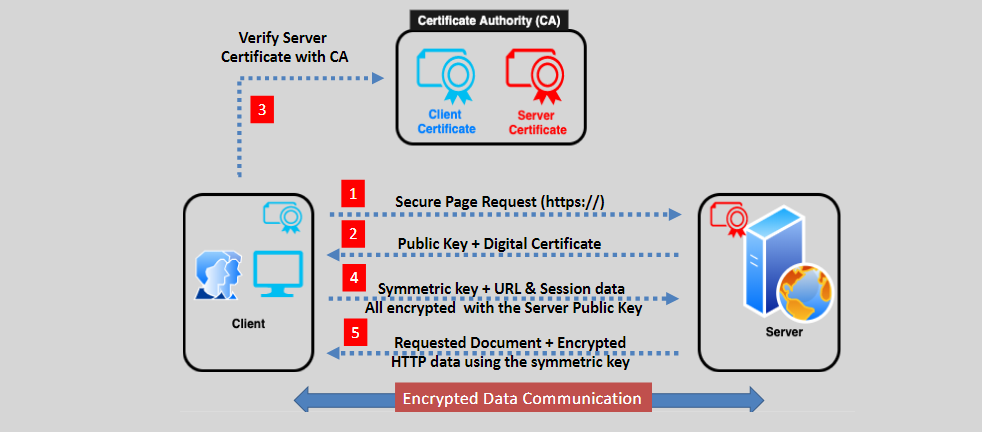 Certificate Authority (CA)
Verify Server
Certificate with CA
Client
Certificate
Server
Certificate
3
1
Secure Page Request (https://)
2
Public Key + Digital Certificate
4
Symmetric key + URL & Session data
All encrypted with the Server Public Key
Client
Server
5
Requested Document + Encrypted
HTTP data using the symmetric key
Encrypted Data Communication